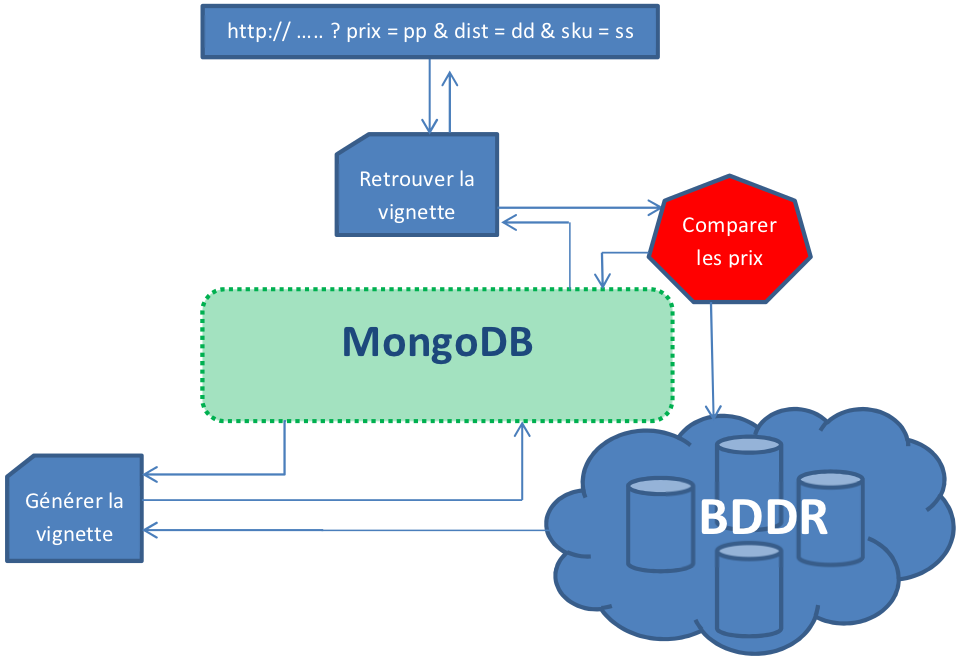 http:// ..... ? prix = pp & dist = dd & sku = ss
Retrouver la
vignette
Comparer
les prix
MongoDB
Générer la
vignette
BDDR